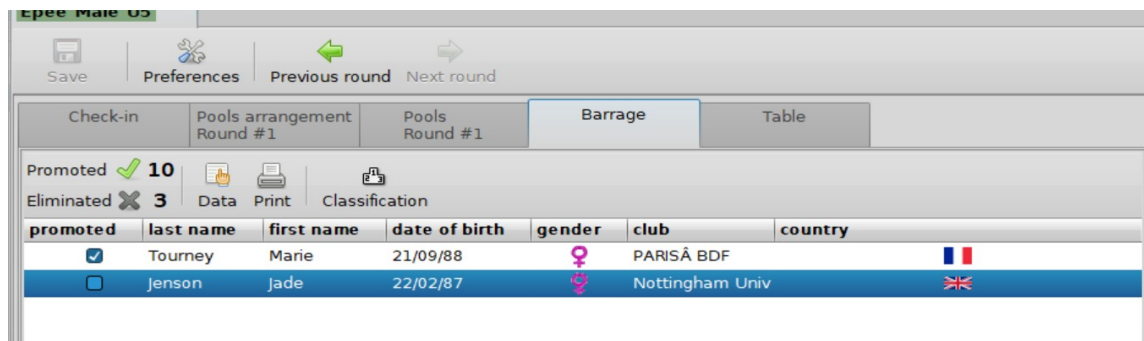 Epee Male U5
Save Preferences Previous round Next round
Check-in Pools arrangement Round #1 Pools Round #1 Barrage Table
Promoted 10
Eliminated 3 Data Print Classification
promoted last name first name date of birth gender club country
Tourney Marie 21/09/88 PARISÂ BDF
Jenson Jade 22/02/87 Nottingham Univ